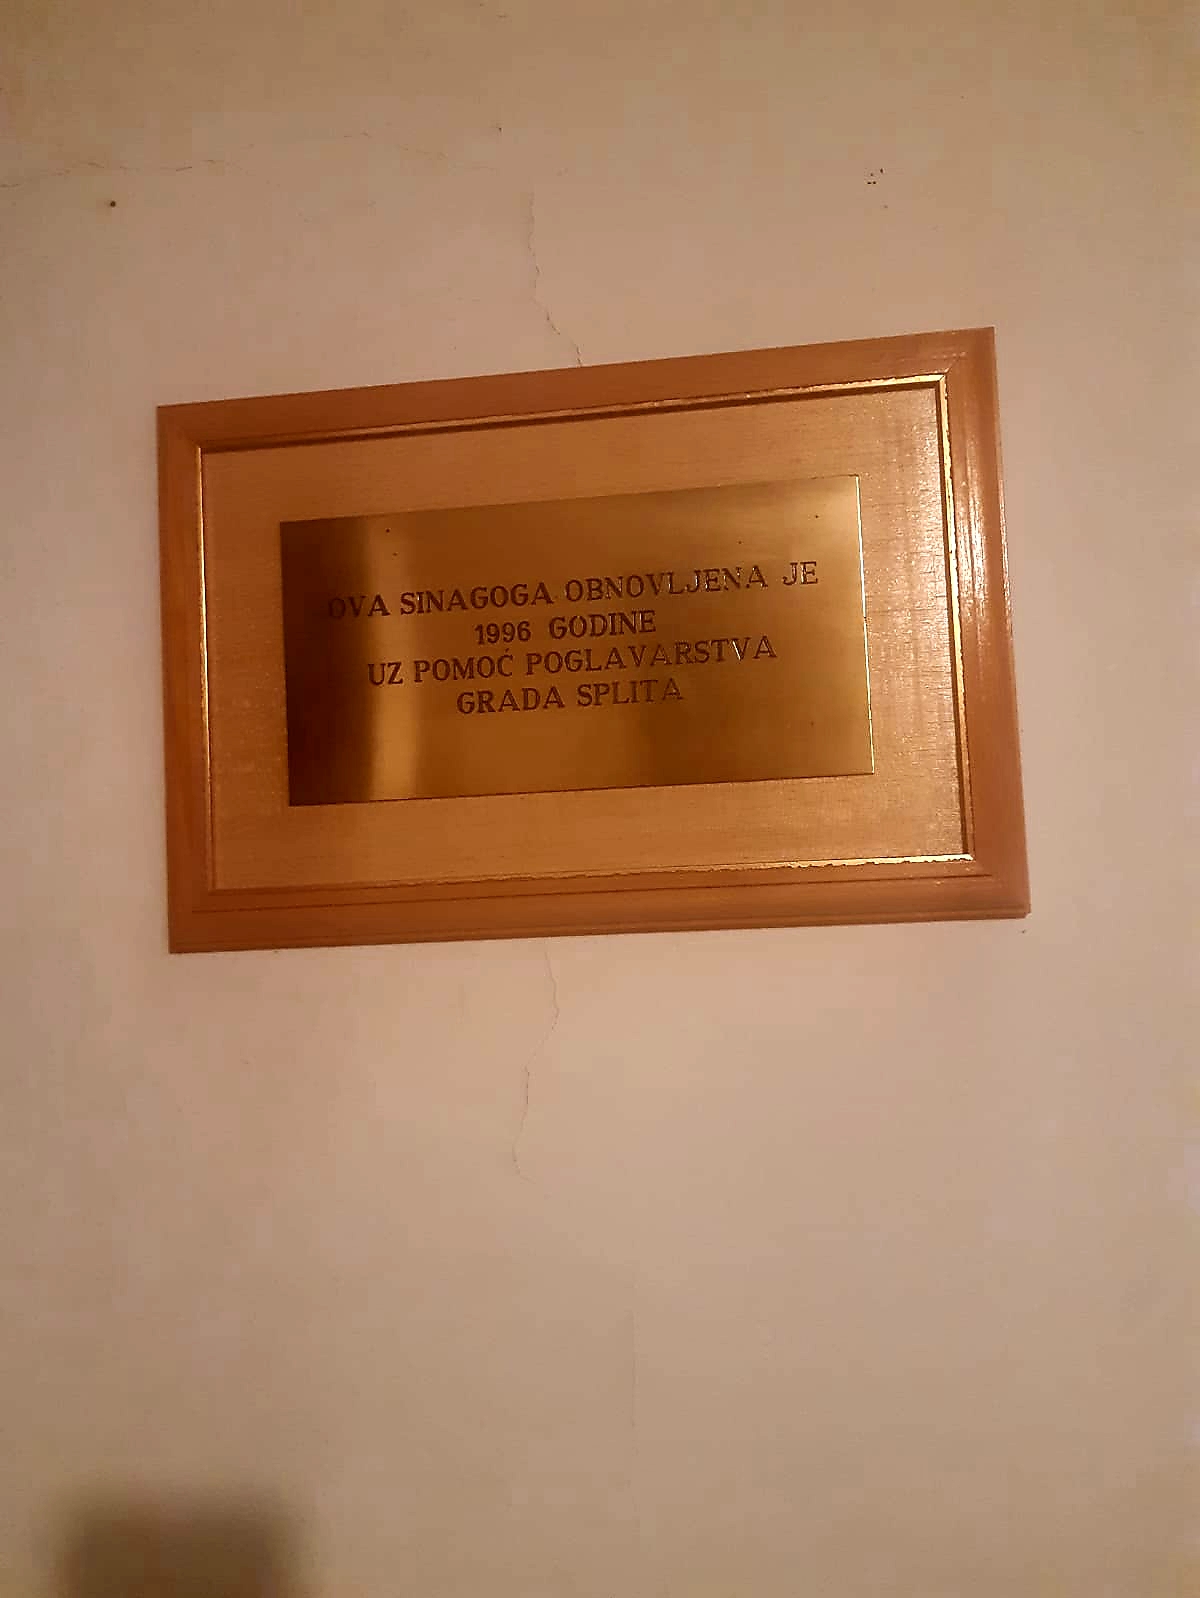 OVA SINAGOGA OBNOVLJENA JE
1996 GODINE
UZ POMOĆ POGLAVARSTVA
GRADA SPLITA